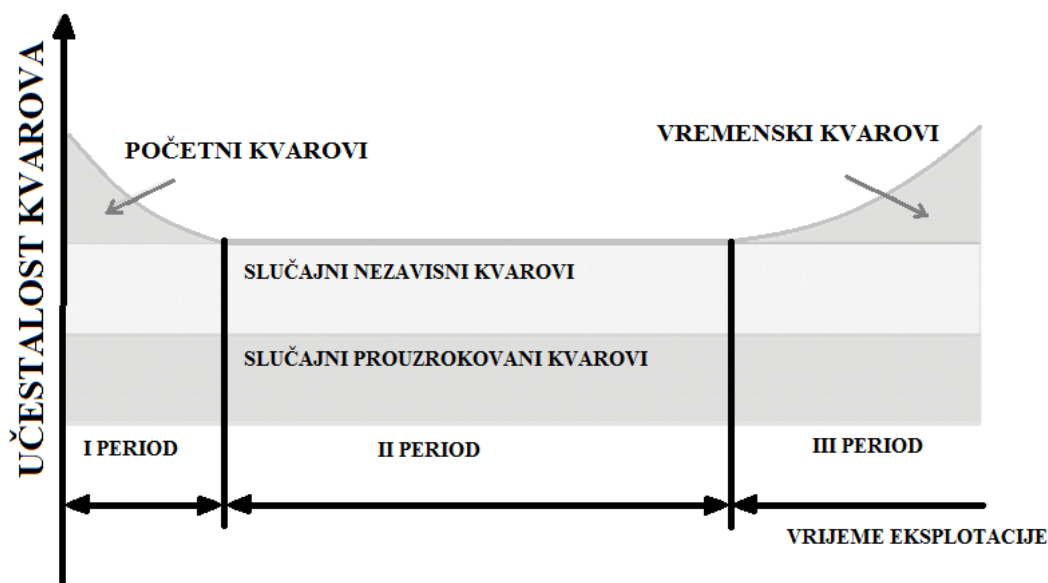 UČESTALOST KVAROVA
POČETNI KVAROVI
VREMENSKI KVAROVI
SLUČAJNI NEZAVISNI KVAROVI
SLUČAJNI PROUZROKOVANI KVAROVI
I PERIOD
II PERIOD
III PERIOD
VRIJEME EKSPLOTACIJE